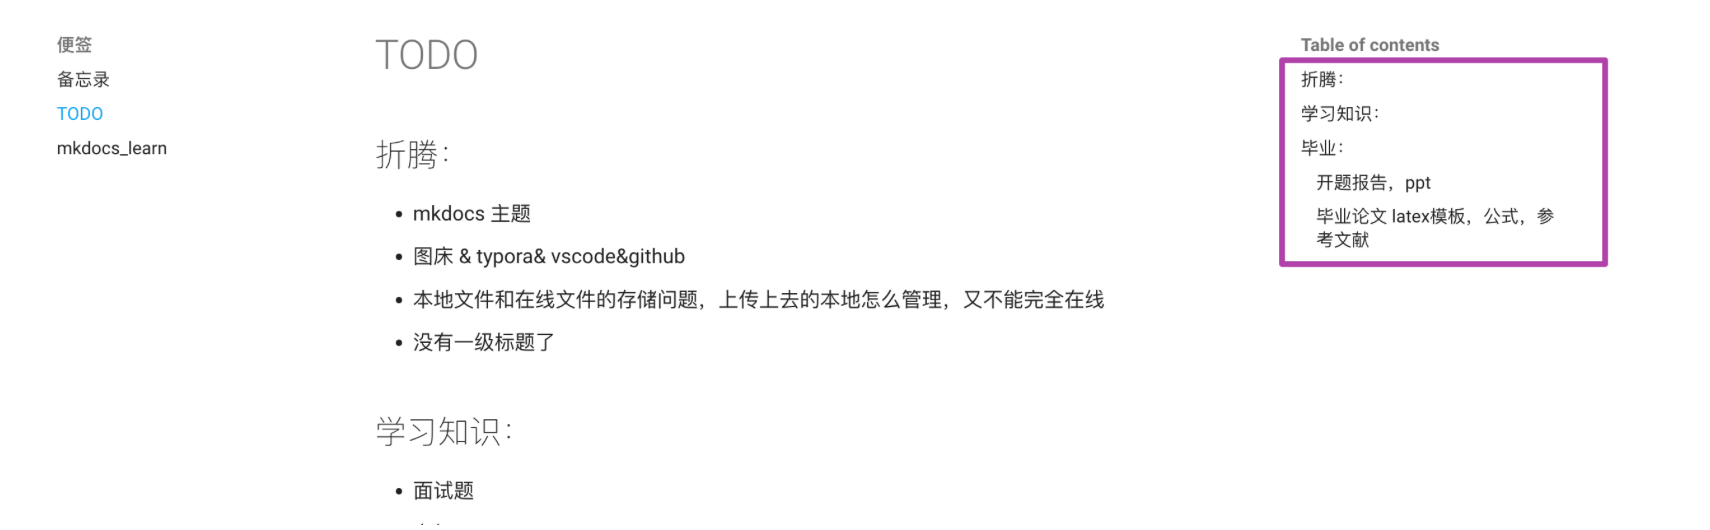 便签
备忘录
TODO
mkdocs_learn
TODO
折腾：
• mkdocs 主题
• 图床 & typora& vscode&github
• 本地文件和在线文件的存储问题，上传上去的本地怎么管理，又不能完全在线
• 没有一级标题了
学习知识：
• 面试题
Table of contents
折腾：
学习知识：
毕业：
开题报告，ppt
毕业论文 latex模板，公式，参
考文献